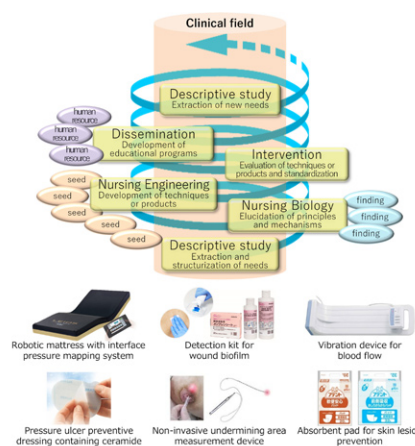 Clinical field
Descriptive study
Extraction of new needs
human
resource
human
resource
human
resource
Dissemination
Development of
educational programs
Intervention
Evaluation of techniques or
products and standardization
seed
seed
seed
seed
seed
Nursing Engineering
Development of techniques
or products
Nursing Biology
Elucidation of principles
and mechanisms
finding
finding
finding
Descriptive study
Extraction and
structurization of needs
Robotic mattress with interface
pressure mapping system
Detection kit for
wound biofilm
Vibration device for
blood flow
Pressure ulcer preventive
dressing containing ceramide
Non-invasive undermining area
measurement device
Absorbent pad for skin lesic
prevention